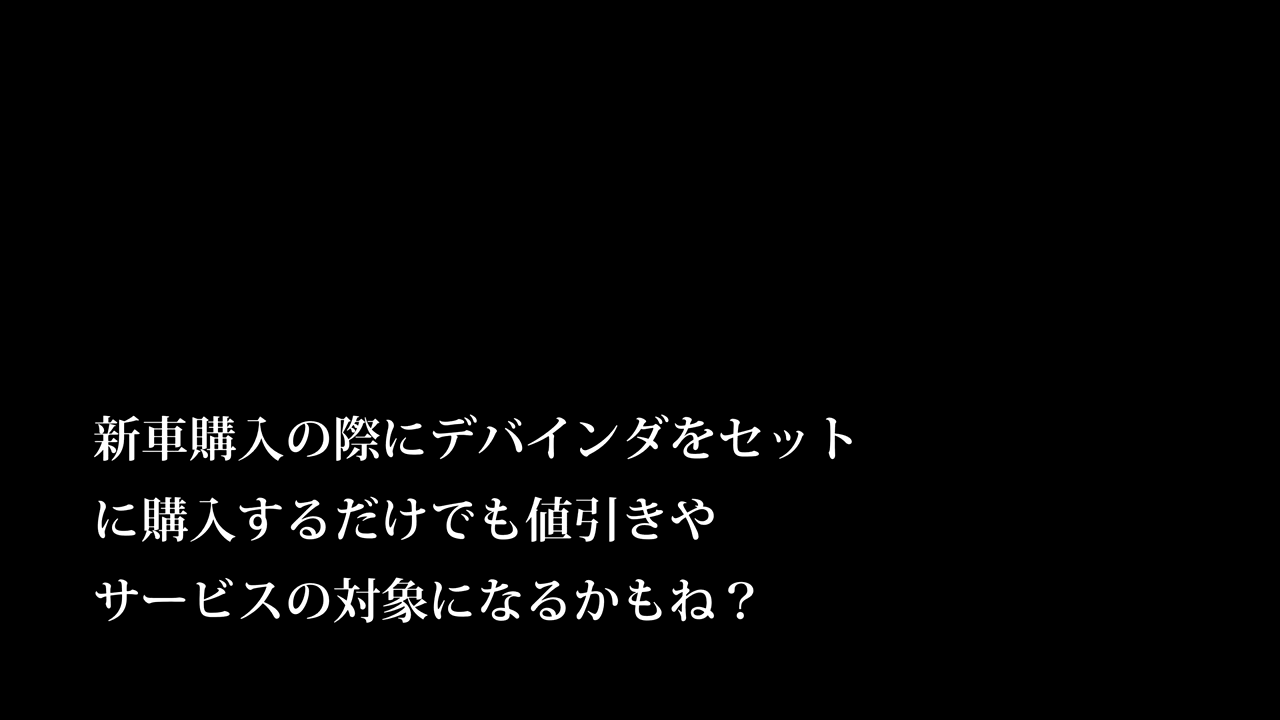 新車購入の際にデバインダをセット
に購入するだけでも値引きや
サービスの対象になるかもね？